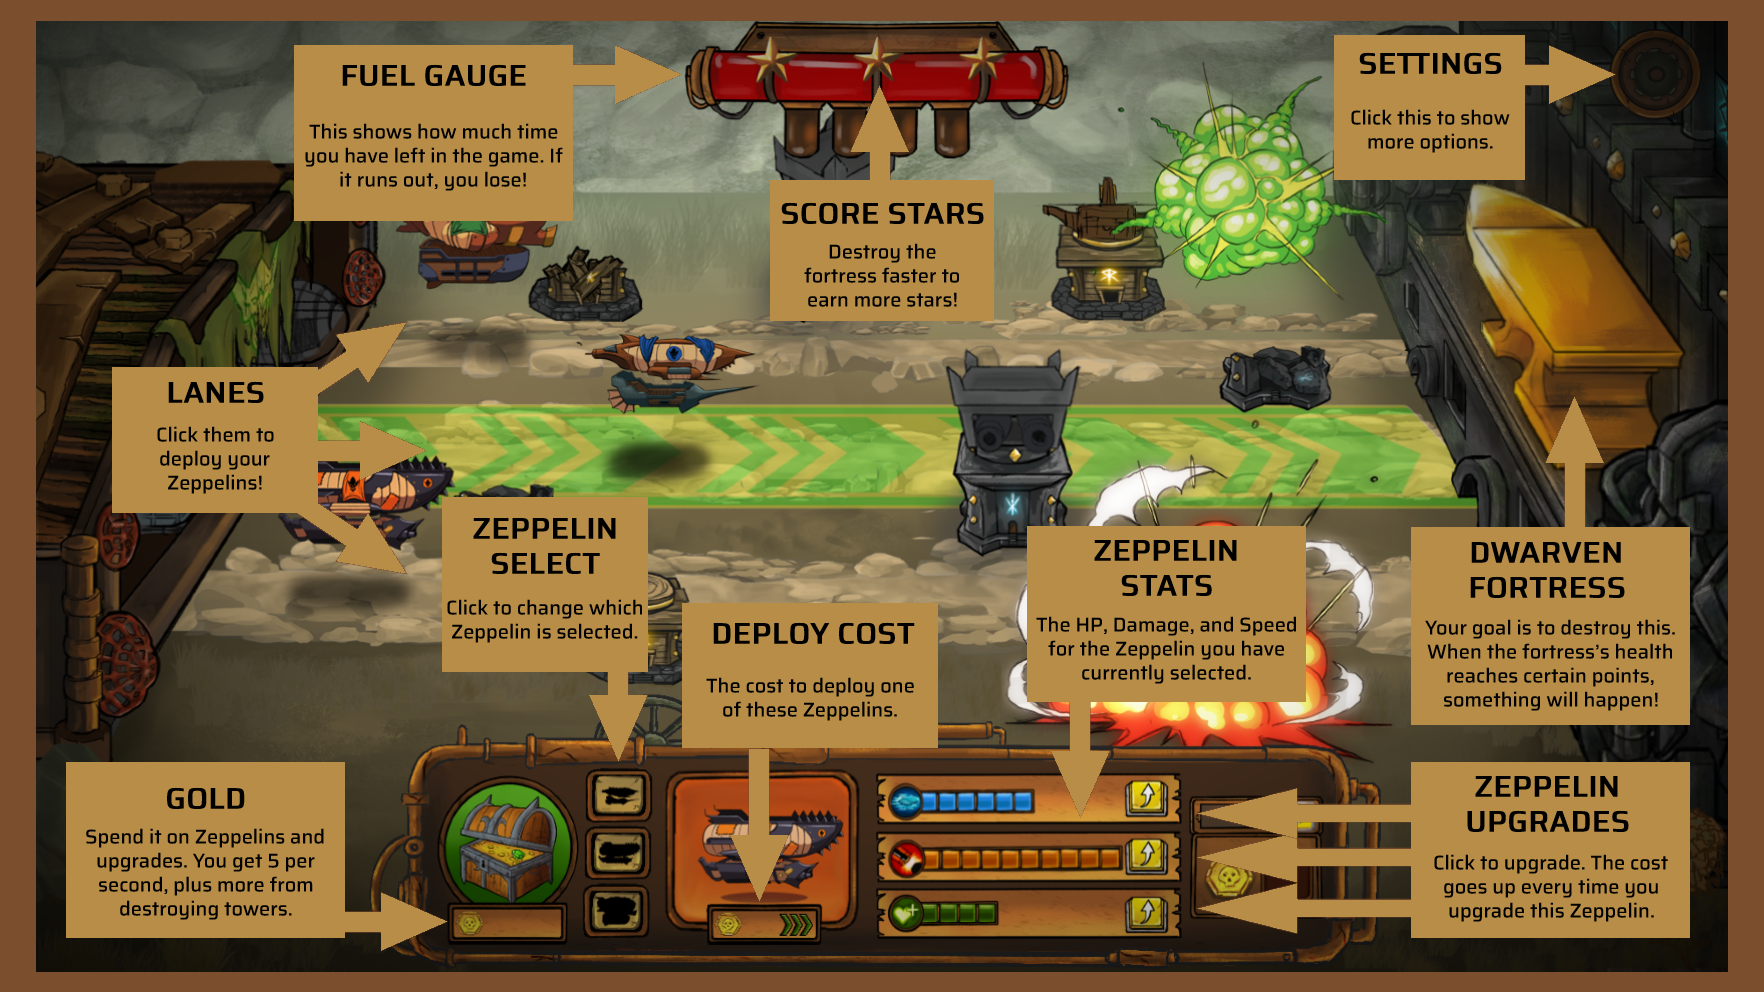 FUEL GAUGE
This shows how much time
you have left in the game. If
it runs out, you lose!
SCORE STARS
Destroy the
fortress faster to
earn more stars!
SETTINGS
Click this to show
more options.
LANES
Click them to
deploy your
Zeppelins!
ZEPPELIN
SELECT
Click to change which
Zeppelin is selected.
DEPLOY COST
The cost to deploy one
of these Zeppelins.
ZEPPELIN
STATS
The HP, Damage, and Speed
for the Zeppelin you have
currently selected.
DWARVEN
FORTRESS
Your goal is to destroy this.
When the fortress's health
reaches certain points,
something will happen!
GOLD
Spend it on Zeppelins and
upgrades. You get 5 per
second, plus more from
destroying towers.
ZEPPELIN
UPGRADES
Click to upgrade. The cost
goes up every time you
upgrade this Zeppelin.